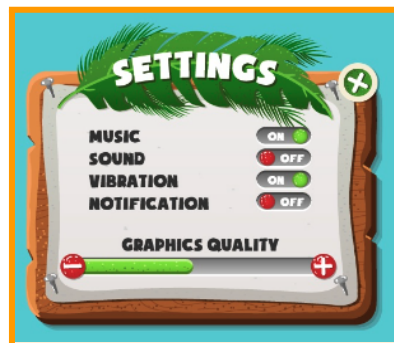 SETTINGS
MUSIC ON
SOUND OFF
VIBRATION ON
NOTIFICATION OFF
GRAPHICS QUALITY